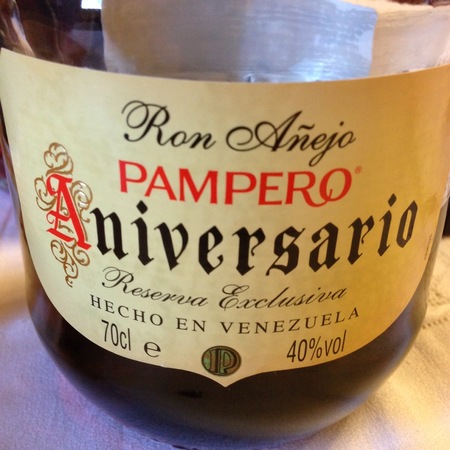 Ron Añejo
PAMPERO®
Aniversario
Reserva Exclusiva
HECHO EN VENEZUELA
70cl e 40%vol
P